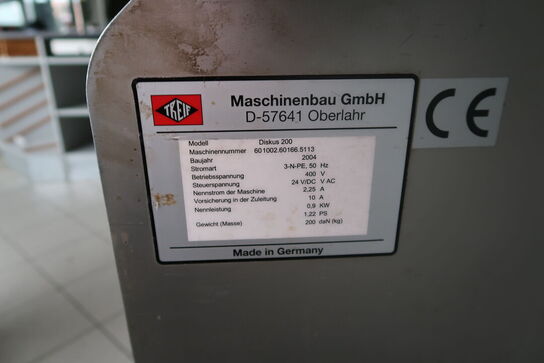 TREIF
Maschinenbau GmbH
D-57641 Oberlahr
Modell Diskus 200
Maschinennummer 601002.60166.5113
Baujahr 2004
Stromart 3-N-PE, 50 Hz
Betriebsspannung 400 V
Steuerspannung 24 V/DC V AC
Nennstrom der Maschine 2,25 A
Vorsicherung in der Zuleitung 10 A
Nennleistung 0,9 KW
1,22 PS
Gewicht (Masse) 200 daN (kg)
Made in Germany
CE